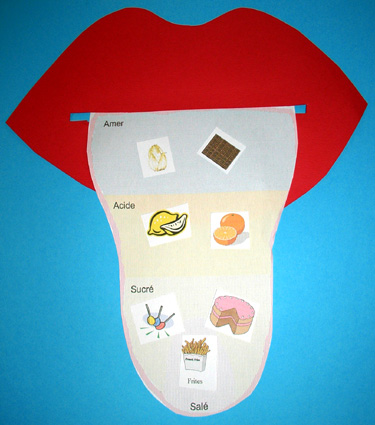 Amer
Acide
Sucré
Frites
Salé